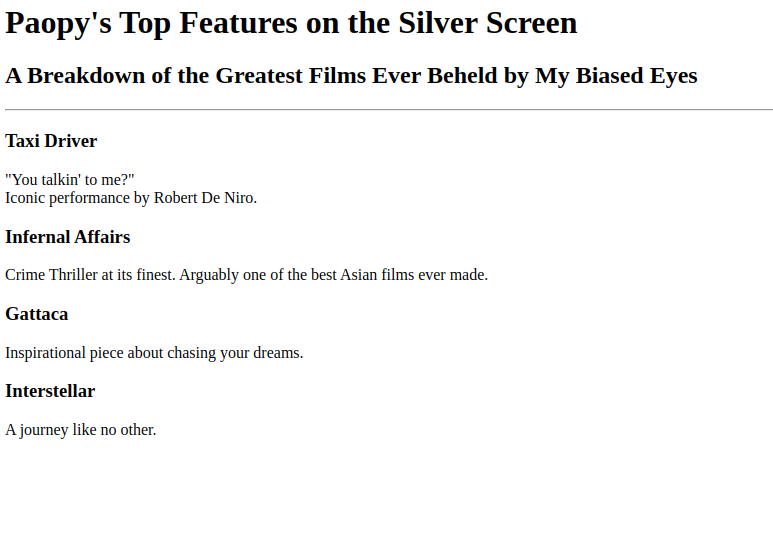 Paopy's Top Features on the Silver Screen
A Breakdown of the Greatest Films Ever Beheld by My Biased Eyes
Taxi Driver
"You talkin' to me?"
Iconic performance by Robert De Niro.
Infernal Affairs
Crime Thriller at its finest. Arguably one of the best Asian films ever made.
Gattaca
Inspirational piece about chasing your dreams.
Interstellar
A journey like no other.